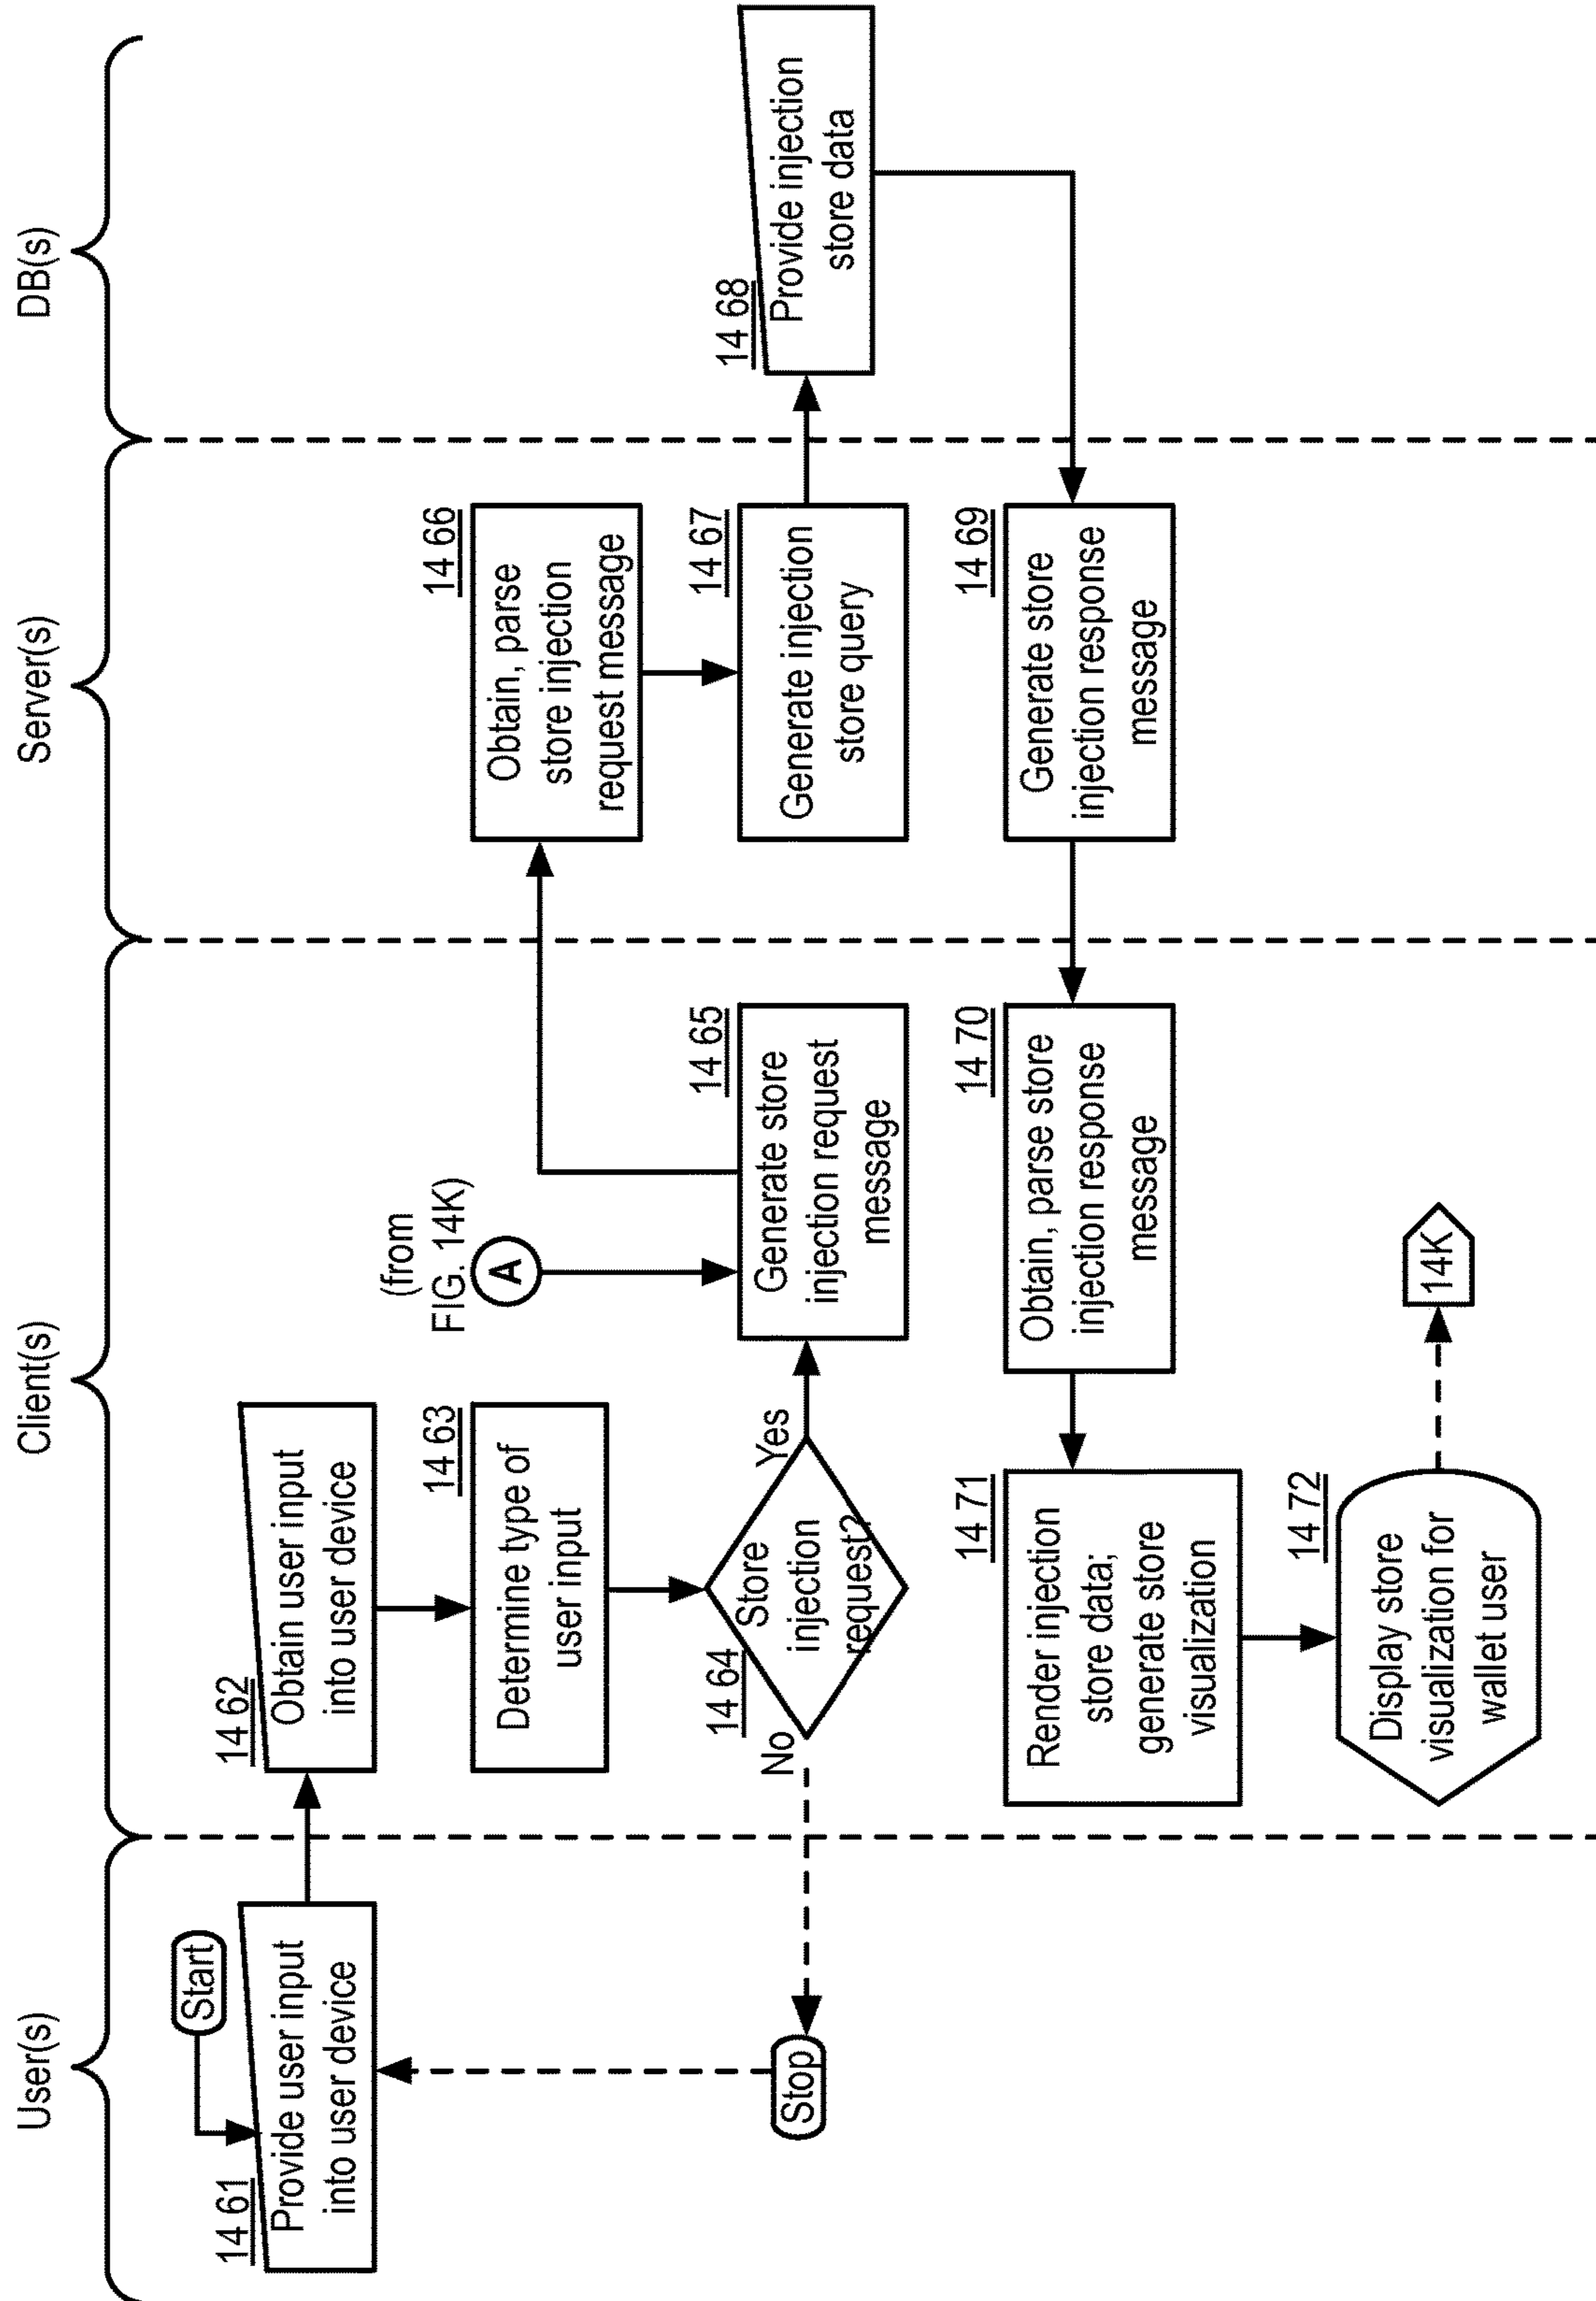 User(s)
Client(s)
Server(s)
DB(s)
Start
14 61
Provide user input
into user device
14 62
Obtain user input
into user device
14 63
Determine type of
user input
14 64
Store
injection
request?
Yes
No
Stop
(from
FIG. 14K)
A
14 65
Generate store
injection request
message
14 66
Obtain, parse
store injection
request message
14 67
Generate injection
store query
14 68
Provide injection
store data
14 69
Generate store
injection response
message
14 70
Obtain, parse store
injection response
message
14 71
Render injection
store data;
generate store
visualization
14 72
Display store
visualization for
wallet user
14K